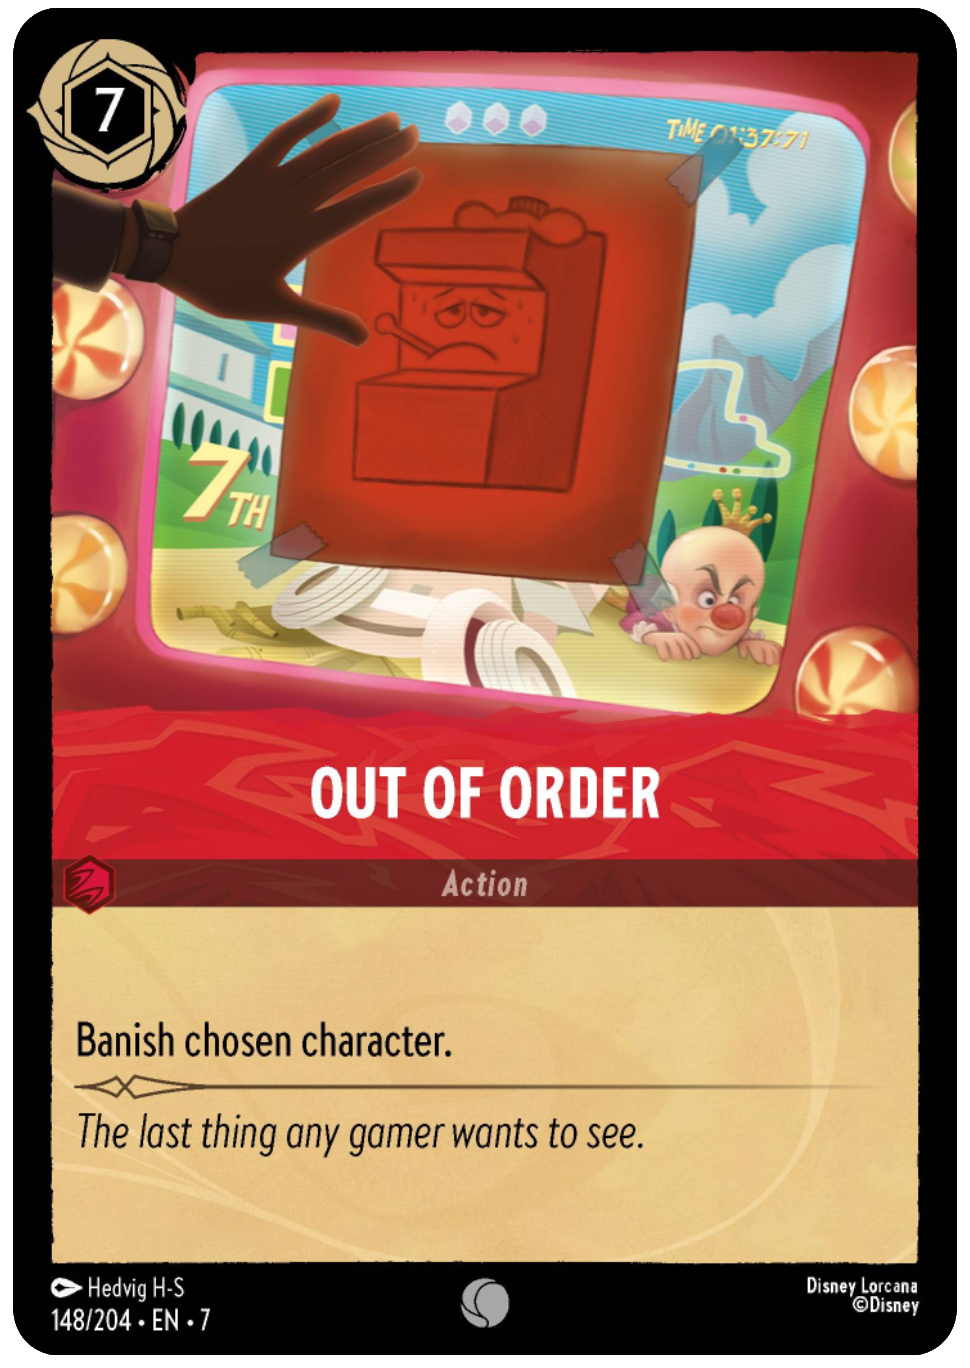 7
TIME 01:37:71
7TH
OUT OF ORDER
Action
Banish chosen character.
The last thing any gamer wants to see.
Hedvig H-S
148/204 • EN • 7
Disney Lorcana
©Disney